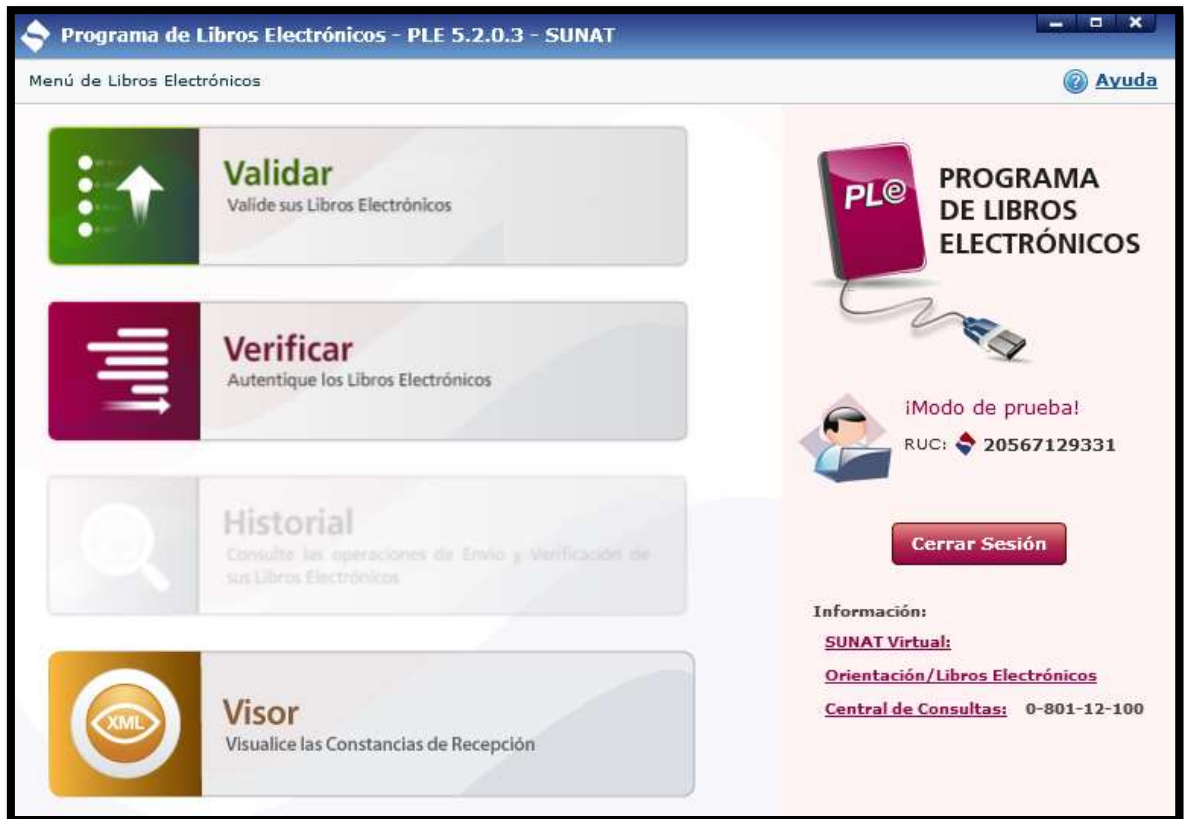 Programa de Libros Electrónicos - PLE 5.2.0.3 - SUNAT
Menú de Libros Electrónicos
Ayuda
Validar
Valide sus Libros Electrónicos
Verificar
Autentique los Libros Electrónicos
Historial
Consulte las operaciones de Envío y Verificación de
sus Libros Electrónicos
XML
Visor
Visualice las Constancias de Recepción
PLe
PROGRAMA
DE LIBROS
ELECTRÓNICOS
¡Modo de prueba!
RUC: 20567129331
Cerrar Sesión
Información:
SUNAT Virtual:
Orientación/Libros Electrónicos
Central de Consultas: 0-801-12-100